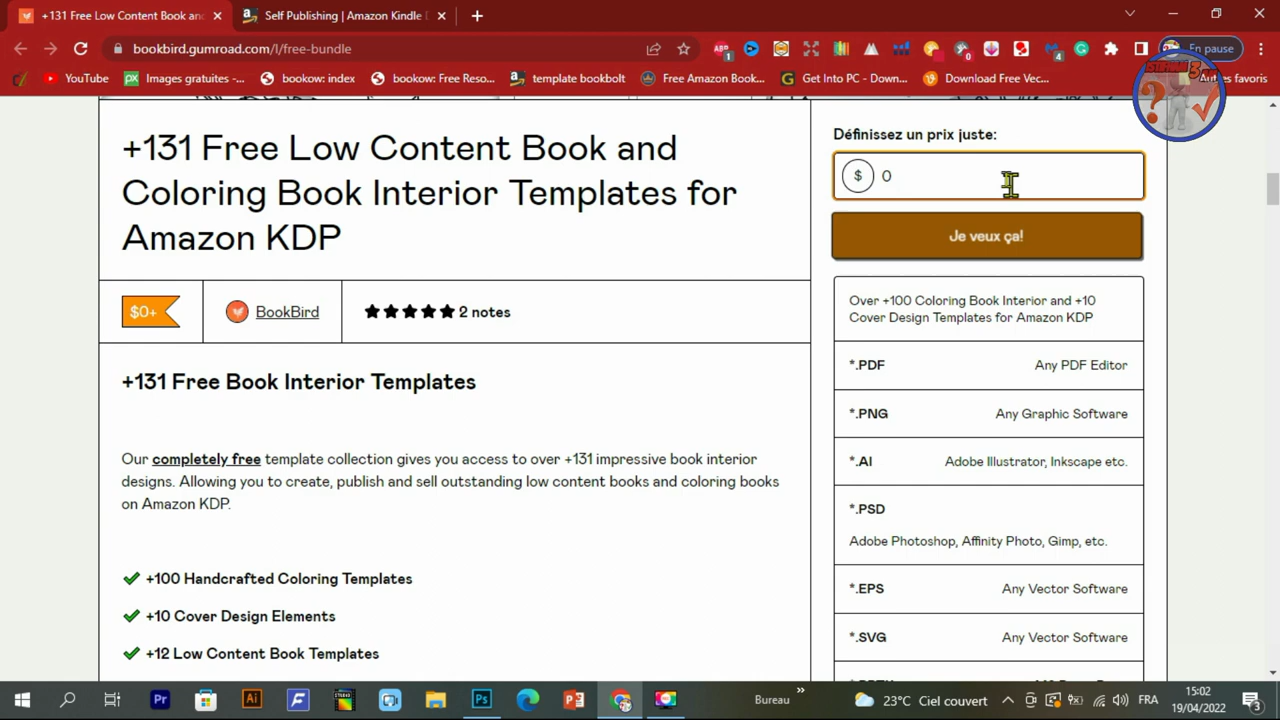 +131 Free Low Content Book and
Self Publishing | Amazon Kindle D
bookbird.gumroad.com/l/free-bundle
En pause
YouTube
Images gratuites -...
bookow: index
bookow: Free Reso...
template bookbolt
Free Amazon Book...
Get Into PC - Down...
Download Free Vec...
Autres favoris
+131 Free Low Content Book and
Coloring Book Interior Templates for
Amazon KDP
Définissez un prix juste:
$ 0
Je veux ça!
$0+
BookBird
2 notes
Over +100 Coloring Book Interior and +10
Cover Design Templates for Amazon KDP
*.PDF Any PDF Editor
*.PNG Any Graphic Software
*.AI Adobe Illustrator, Inkscape etc.
*.PSD
Adobe Photoshop, Affinity Photo, Gimp, etc.
*.EPS Any Vector Software
*.SVG Any Vector Software
+131 Free Book Interior Templates
Our completely free template collection gives you access to over +131 impressive book interior
designs. Allowing you to create, publish and sell outstanding low content books and coloring books
on Amazon KDP.
+100 Handcrafted Coloring Templates
+10 Cover Design Elements
+12 Low Content Book Templates
Bureau
23°C Ciel couvert
FRA
15:02
19/04/2022